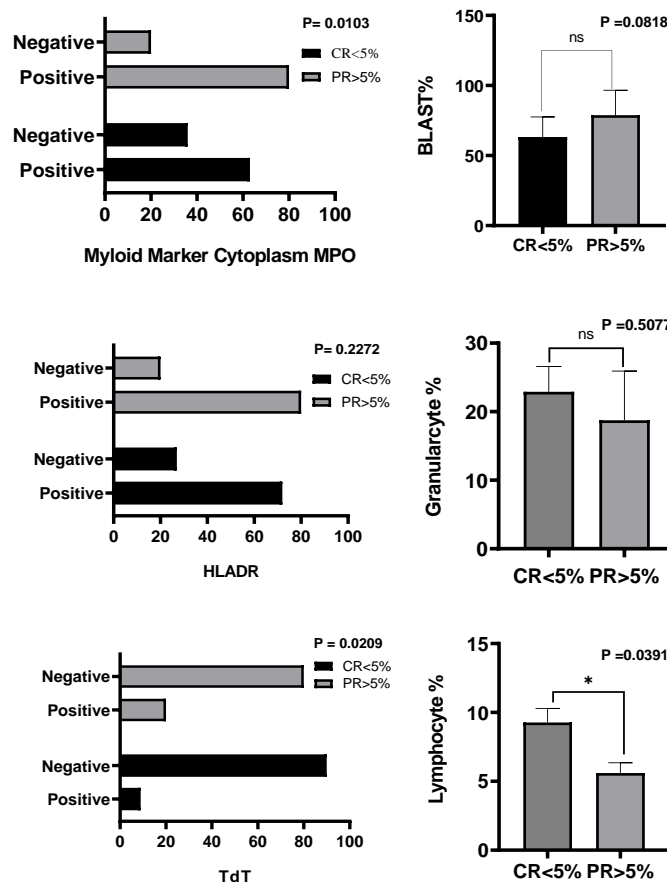 P= 0.0103
Negative
CR<5%
Positive
PR>5%
Negative
Positive
0 20 40 60 80 100
Myloid Marker Cytoplasm MPO
P=0.0818
ns
150
100
50
0
BLAST%
CR<5% PR>5%
P= 0.2272
Negative
CR<5%
Positive
PR>5%
Negative
Positive
0 20 40 60 80 100
HLADR
P =0.5077
ns
30
20
10
0
Granularcyte %
CR<5% PR>5%
P = 0.0209
CR<5%
Negative
PR>5%
Positive
Negative
Positive
0 20 40 60 80 100
TdT
P =0.0391
*
15
10
5
0
Lymphocyte %
CR<5% PR>5%